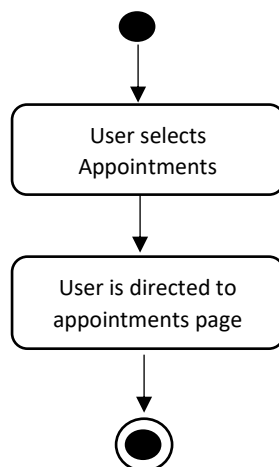 User selects
Appointments
User is directed to
appointments page